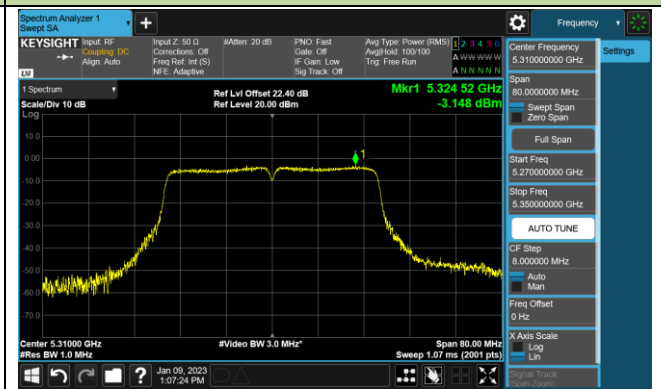 Spectrum Analyzer 1
Swept SA
+
Frequency
KEYSIGHT
Input: RF
Coupling: DC
Align: Auto
Input Z: 50 Ω
Corrections: Off
Freq Ref: Int (S)
NFE: Adaptive
#Atten: 20 dB
PNO: Fast
Gate: Off
IF Gain: Low
Sig Track: Off
Avg Type: Power (RMS)
Avg|Hold: 100/100
Trig: Free Run
1 2 3 4 5 6
A W W W W W
A N N N N N
LXI
1 Spectrum
Scale/Div 10 dB
Log
Ref Lvl Offset 22.40 dB
Ref Level 20.00 dBm
Mkr1 5.324 52 GHz
-3.148 dBm
10.0
0.00
-10.0
-20.0
-30.0
-40.0
-50.0
-60.0
-70.0
1
Center 5.31000 GHz
#Res BW 1.0 MHz
#Video BW 3.0 MHz*
Span 80.00 MHz
Sweep 1.07 ms (2001 pts)
Jan 09, 2023
1:07:24 PM
?
Center Frequency
5.310000000 GHz
Settings
Span
80.0000000 MHz
Swept Span
Zero Span
Full Span
Start Freq
5.270000000 GHz
Stop Freq
5.350000000 GHz
AUTO TUNE
CF Step
8.000000 MHz
Auto
Man
Freq Offset
0 Hz
X Axis Scale
Log
Lin
Signal Track
(Span Zoom)